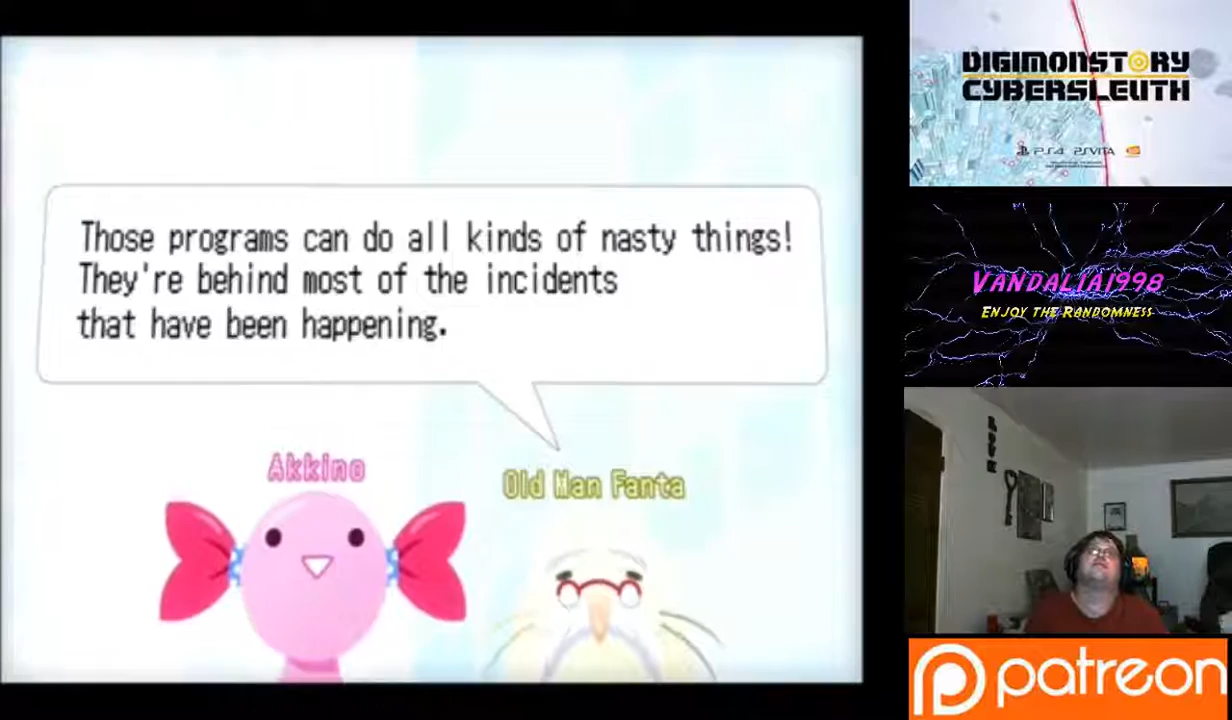 Those programs can do all kinds of nasty things!
They're behind most of the incidents
that have been happening.
Akkino
Old Man Fanta
DIGIMONSTORY
CYBERSLEUTH
PS4 PSVITA
VANDALIA1998
ENJOY THE RANDOMNESS
patreon